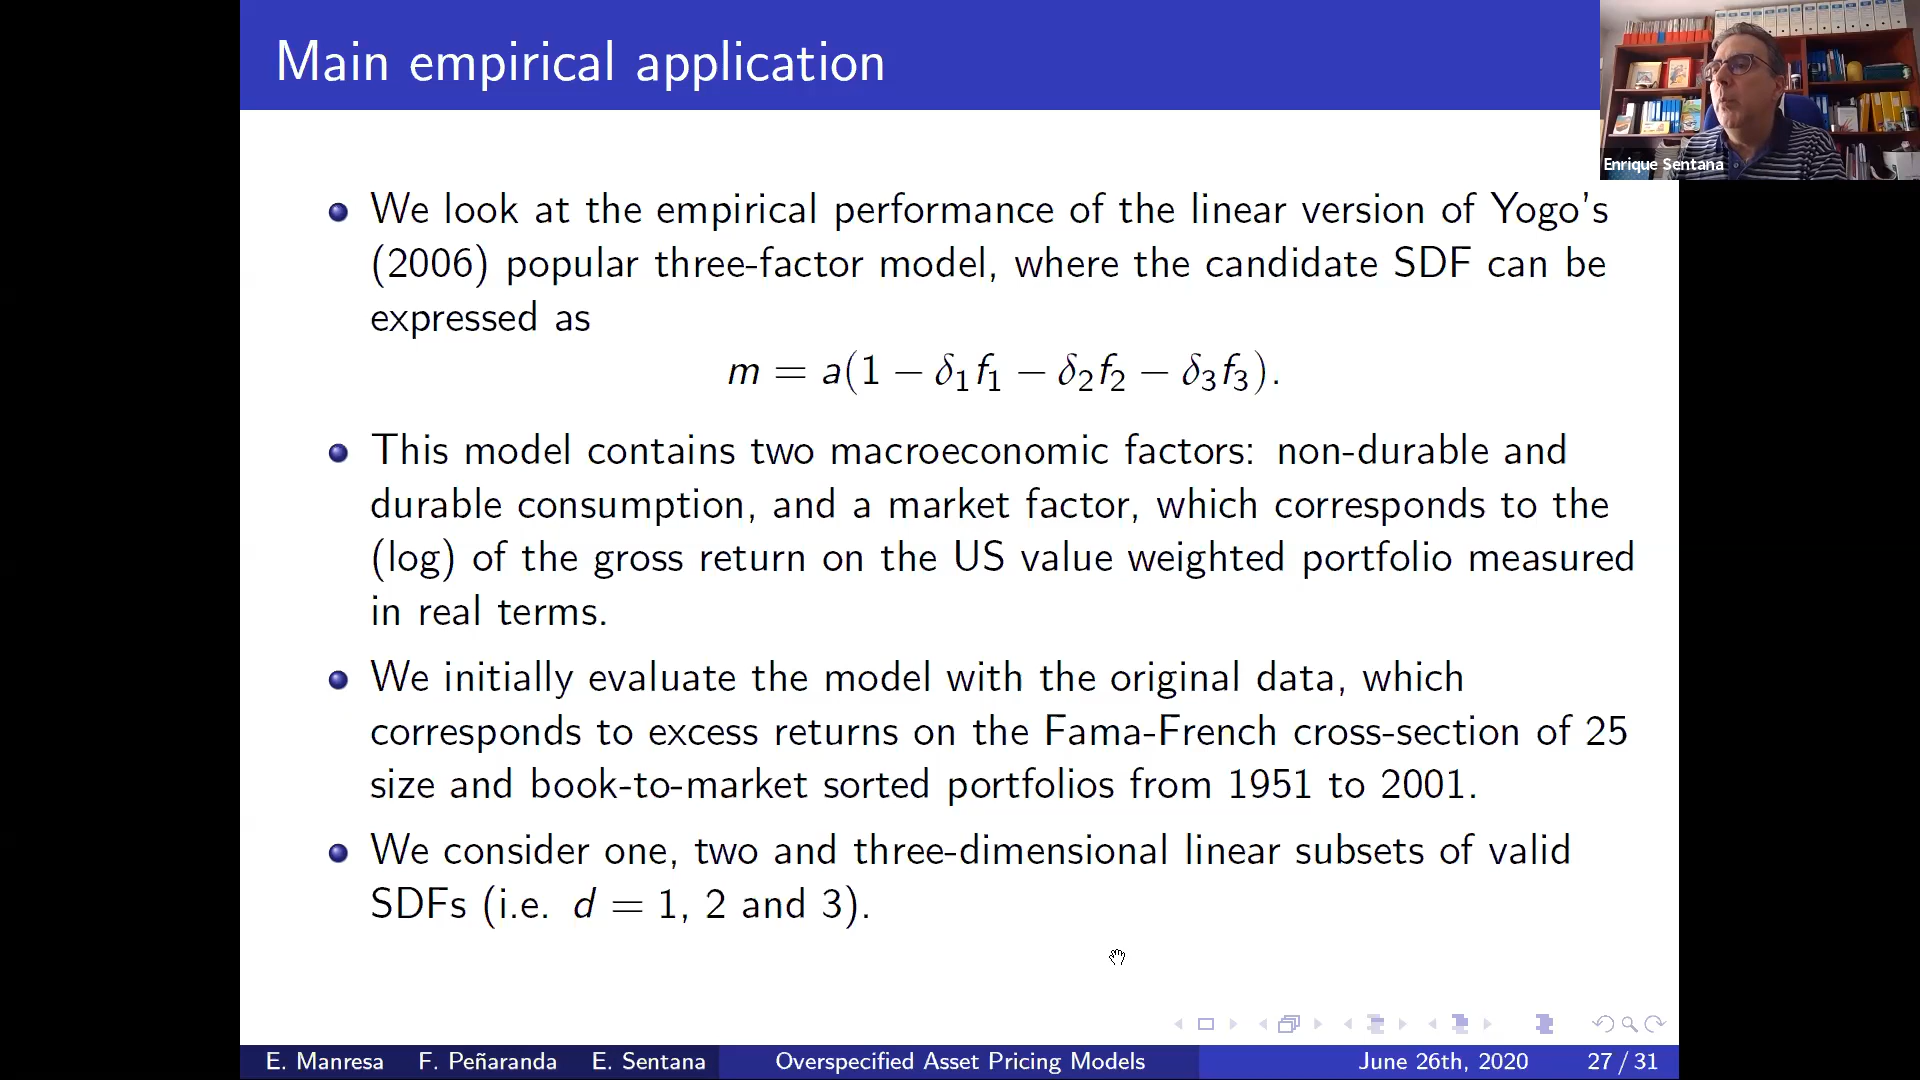 Main empirical application
Enrique Sentana
We look at the empirical performance of the linear version of Yogo's
(2006) popular three-factor model, where the candidate SDF can be
expressed as
m = a(1 − δ₁f₁ − δ₂f₂ − δ₃f₃).
This model contains two macroeconomic factors: non-durable and
durable consumption, and a market factor, which corresponds to the
(log) of the gross return on the US value weighted portfolio measured
in real terms.
We initially evaluate the model with the original data, which
corresponds to excess returns on the Fama-French cross-section of 25
size and book-to-market sorted portfolios from 1951 to 2001.
We consider one, two and three-dimensional linear subsets of valid
SDFs (i.e. d = 1, 2 and 3).
E. Manresa F. Peñaranda E. Sentana Overspecified Asset Pricing Models June 26th, 2020 27 / 31